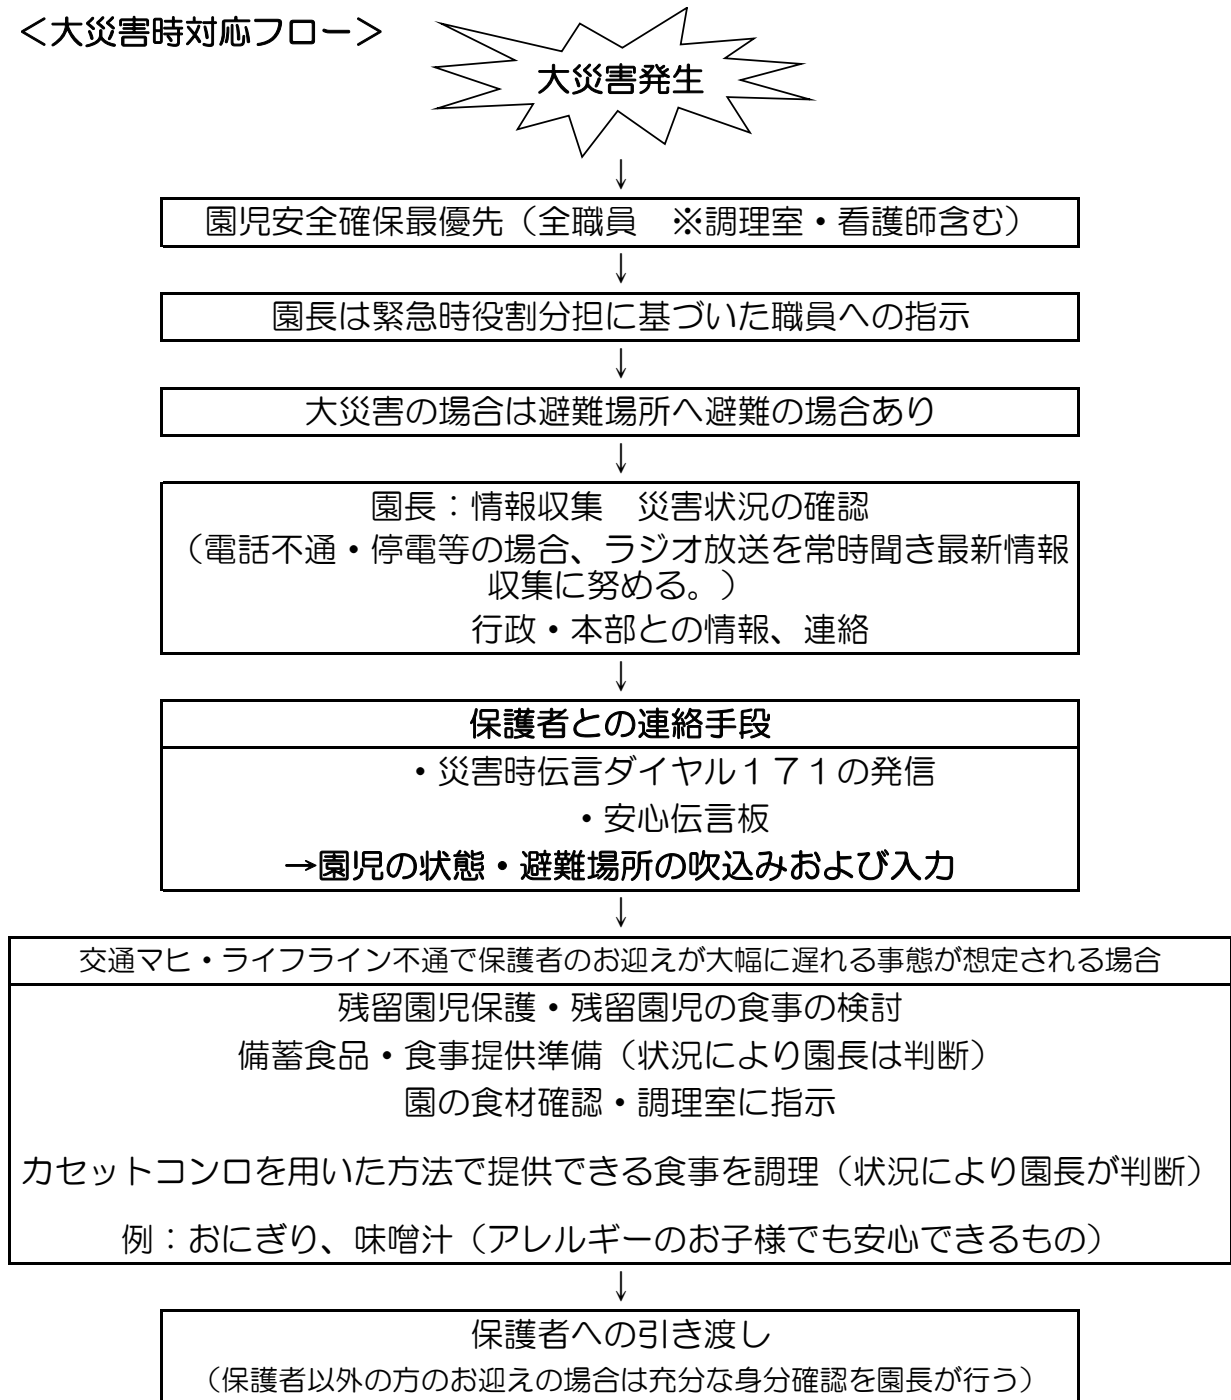 ＜大災害時対応フロー＞
大災害発生
↓
園児安全確保最優先（全職員　※調理室・看護師含む）
↓
園長は緊急時役割分担に基づいた職員への指示
↓
大災害の場合は避難場所へ避難の場合あり
↓
園長：情報収集　災害状況の確認
（電話不通・停電等の場合、ラジオ放送を常時聞き最新情報
収集に努める。）
行政・本部との情報、連絡
↓
保護者との連絡手段
・災害時伝言ダイヤル１７１の発信
・安心伝言板
→園児の状態・避難場所の吹込みおよび入力
↓
交通マヒ・ライフライン不通で保護者のお迎えが大幅に遅れる事態が想定される場合
残留園児保護・残留園児の食事の検討
備蓄食品・食事提供準備（状況により園長は判断）
園の食材確認・調理室に指示
カセットコンロを用いた方法で提供できる食事を調理（状況により園長が判断）
例：おにぎり、味噌汁（アレルギーのお子様でも安心できるもの）
↓
保護者への引き渡し
（保護者以外の方のお迎えの場合は充分な身分確認を園長が行う）